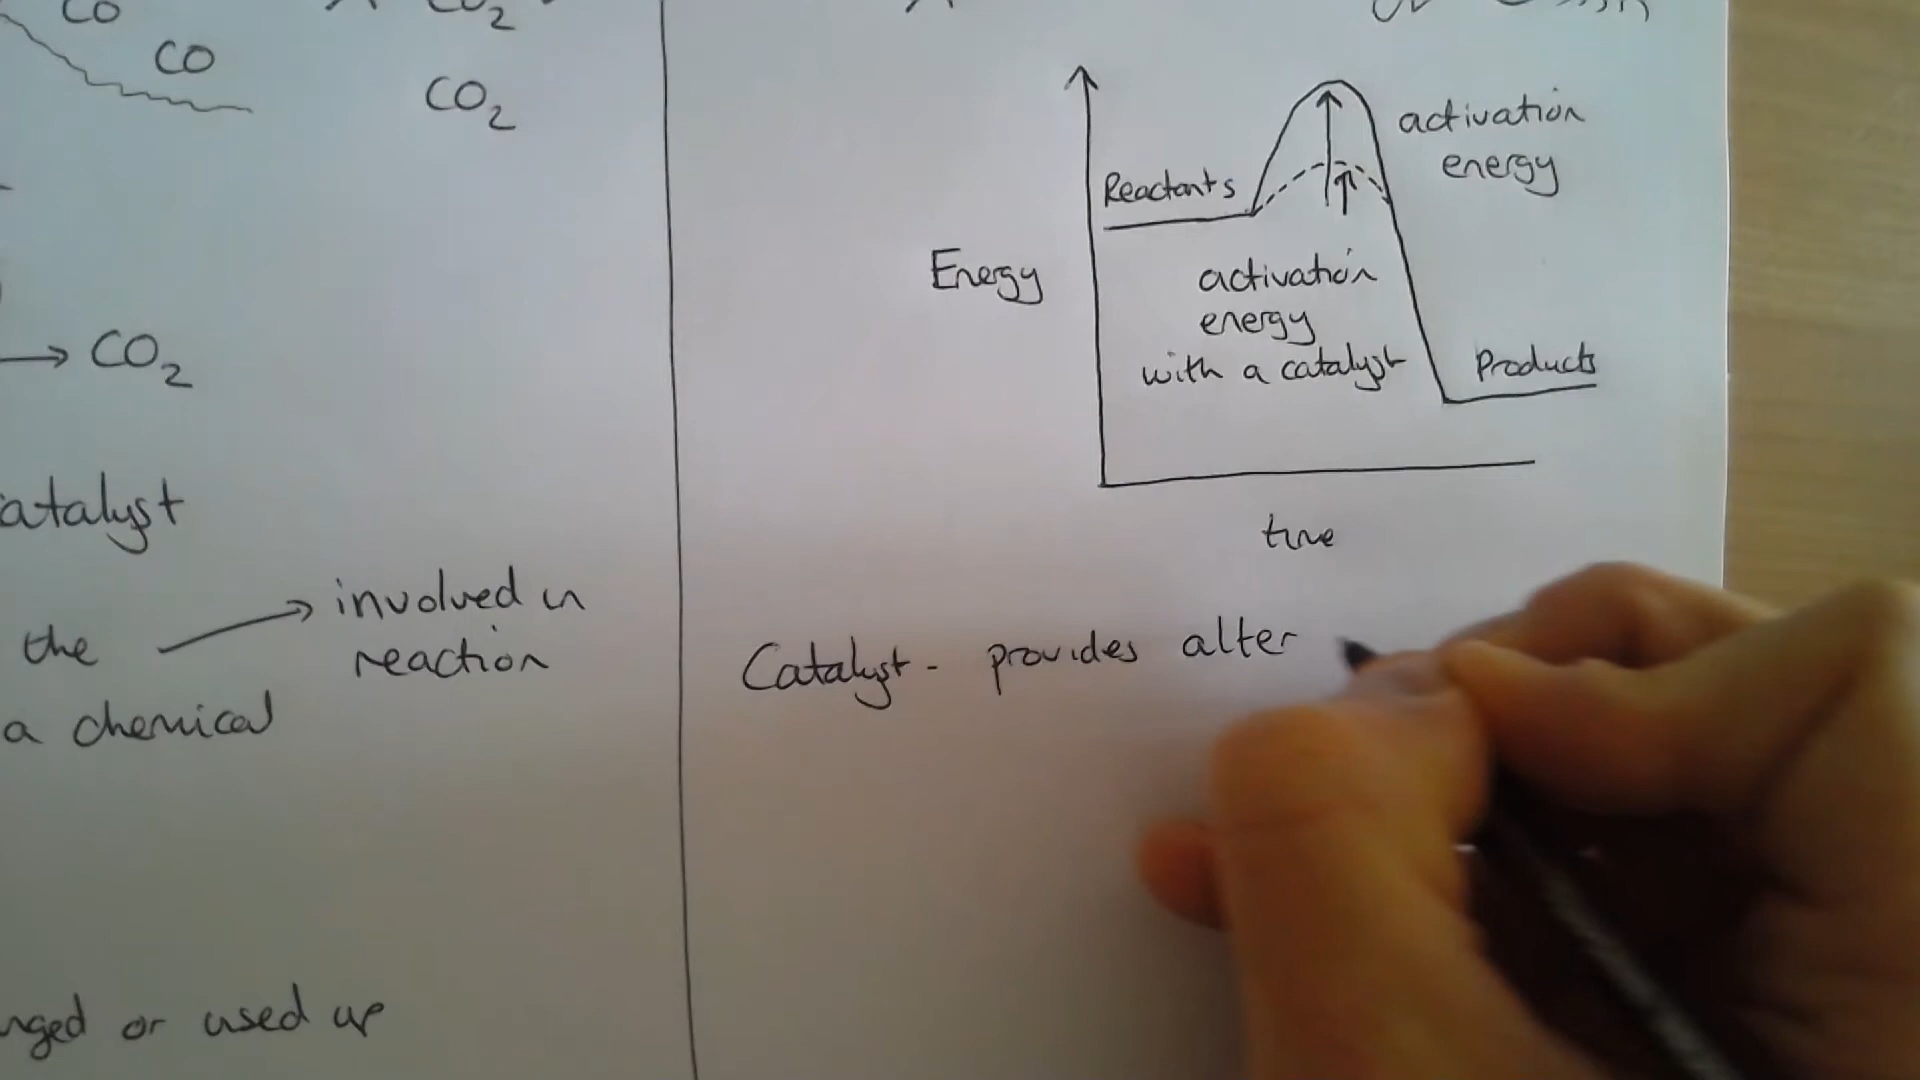 CO
CO
CO2
CO2
→ CO2
atalyst
the → involved in
reaction
a chemical
nged or used up
activation
energy
Reactants
Energy
activation
energy
with a catalyst
Products
time
Catalyst - provides alter